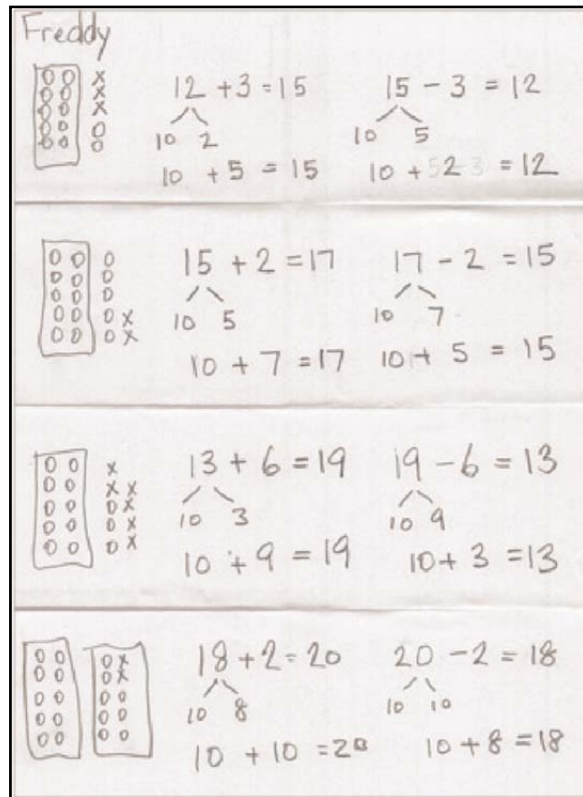 Freddy
12 + 3 = 15 15 - 3 = 12
10 2 10 5
10 + 5 = 15 10 + 2 = 12
15 + 2 = 17 17 - 2 = 15
10 5 10 7
10 + 7 = 17 10 + 5 = 15
13 + 6 = 19 19 - 6 = 13
10 3 10 9
10 + 9 = 19 10 + 3 = 13
18 + 2 = 20 20 - 2 = 18
10 8 10 10
10 + 10 = 20 10 + 8 = 18